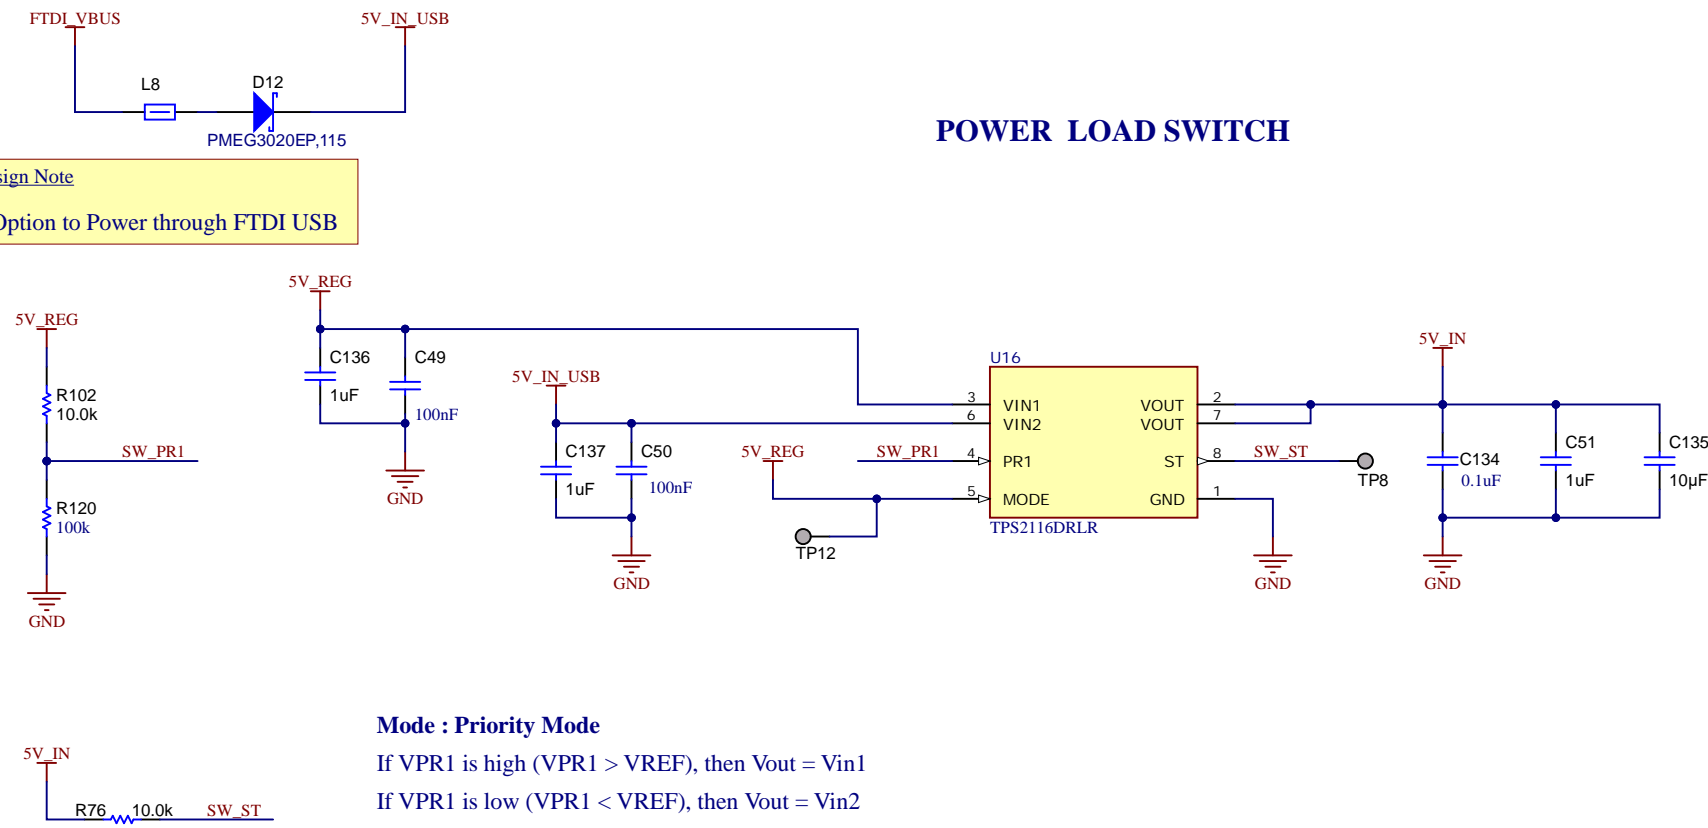 FTDI_VBUS
5V_IN_USB
L8
D12
PMEG3020EP,115
POWER LOAD SWITCH
sign Note
Option to Power through FTDI USB
5V_REG
R102
10.0k
SW_PR1
R120
100k
GND
5V_REG
C136
1uF
C49
100nF
GND
5V_IN_USB
C137
1uF
C50
100nF
GND
5V_REG
SW_PR1
TP12
U16
3 VIN1 VOUT 2
6 VIN2 VOUT 7
4 PR1 ST 8
5 MODE GND 1
TPS2116DRLR
SW_ST
TP8
GND
5V_IN
C134
0.1uF
C51
1uF
C135
10µF
GND
Mode : Priority Mode
If VPR1 is high (VPR1 > VREF), then Vout = Vin1
If VPR1 is low (VPR1 < VREF), then Vout = Vin2
5V_IN
R76 10.0k SW_ST